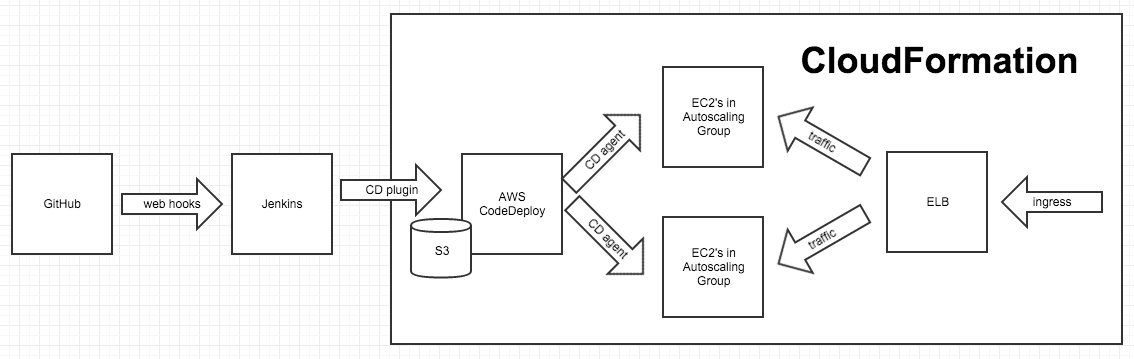 CloudFormation
GitHub
web hooks
Jenkins
CD plugin
AWS
CodeDeploy
S3
CD agent
CD agent
EC2's in
Autoscaling
Group
EC2's in
Autoscaling
Group
traffic
traffic
ELB
ingress